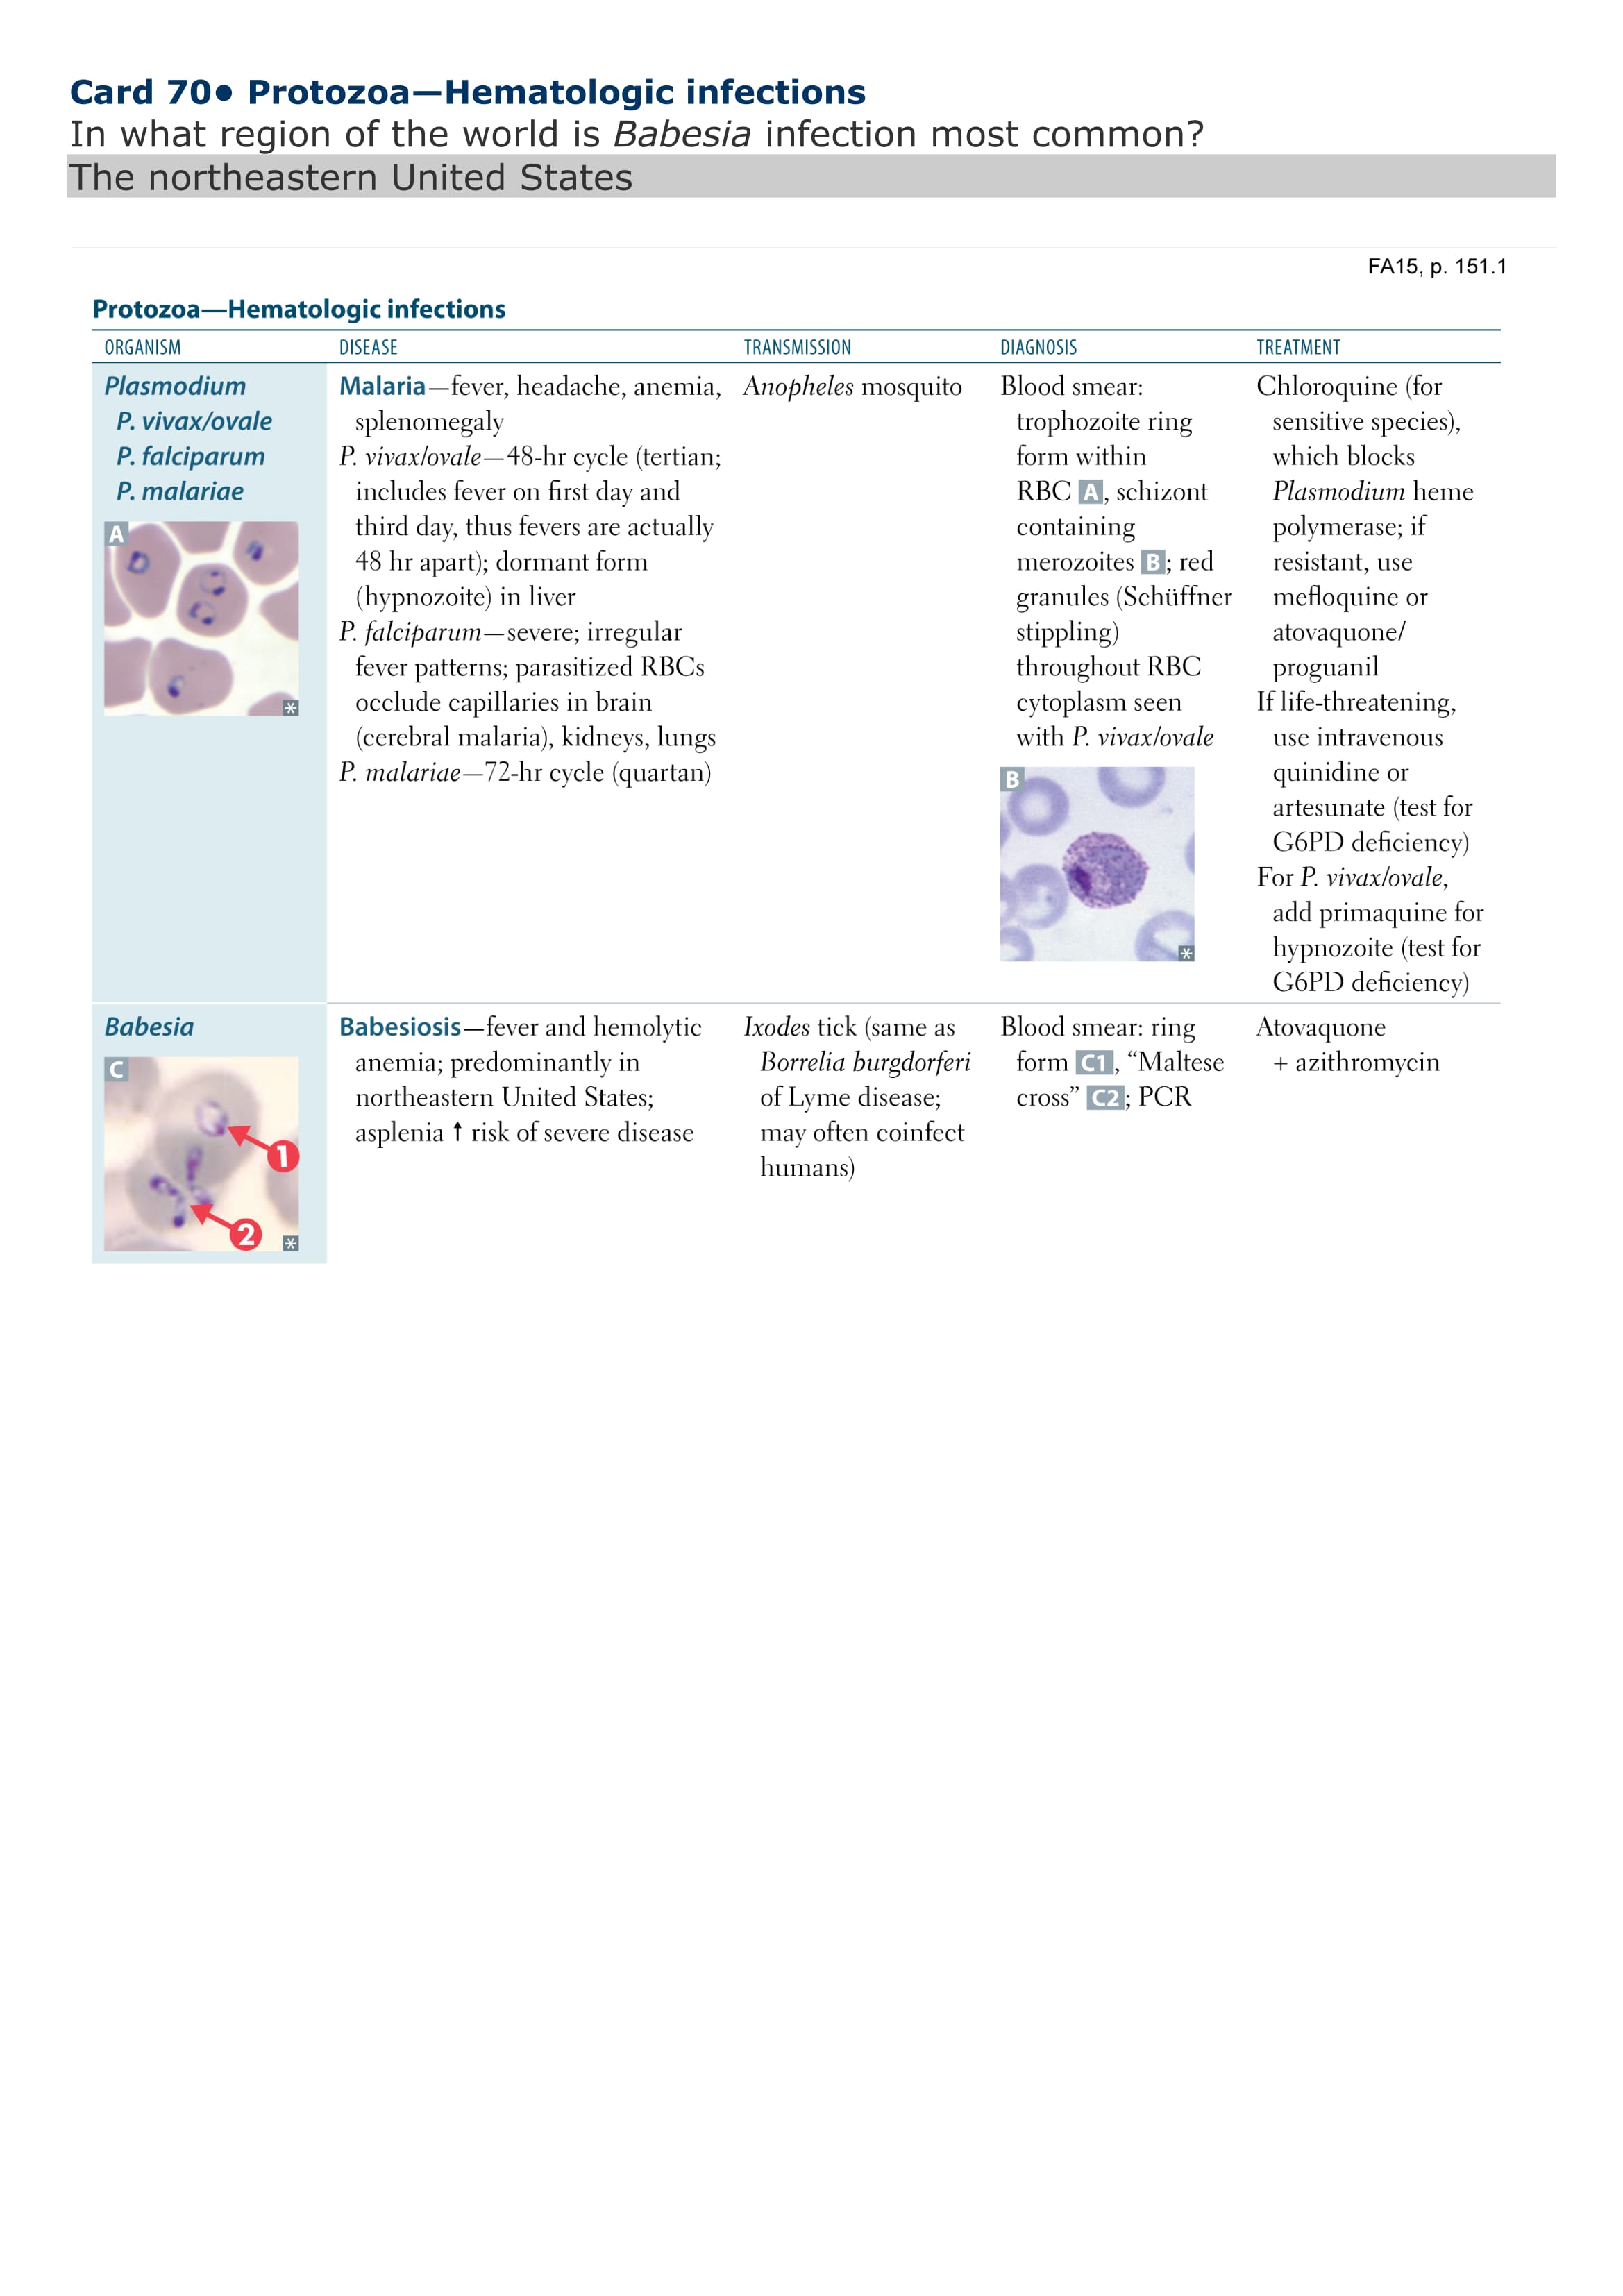 Card 70● Protozoa—Hematologic infections
In what region of the world is Babesia infection most common?
The northeastern United States
FA15, p. 151.1
Protozoa—Hematologic infections
ORGANISM DISEASE TRANSMISSION DIAGNOSIS TREATMENT
Plasmodium
P. vivax/ovale
P. falciparum
P. malariae
A
*
Malaria—fever, headache, anemia,
splenomegaly
P. vivax/ovale—48-hr cycle (tertian;
includes fever on first day and
third day, thus fevers are actually
48 hr apart); dormant form
(hypnozoite) in liver
P. falciparum—severe; irregular
fever patterns; parasitized RBCs
occlude capillaries in brain
(cerebral malaria), kidneys, lungs
P. malariae—72-hr cycle (quartan)
Anopheles mosquito
Blood smear:
trophozoite ring
form within
RBC A, schizont
containing
merozoites B; red
granules (Schüffner
stippling)
throughout RBC
cytoplasm seen
with P. vivax/ovale
B
*
Chloroquine (for
sensitive species),
which blocks
Plasmodium heme
polymerase; if
resistant, use
mefloquine or
atovaquone/
proguanil
If life-threatening,
use intravenous
quinidine or
artesunate (test for
G6PD deficiency)
For P. vivax/ovale,
add primaquine for
hypnozoite (test for
G6PD deficiency)
Babesia
C
1
2
*
Babesiosis—fever and hemolytic
anemia; predominantly in
northeastern United States;
asplenia ↑ risk of severe disease
Ixodes tick (same as
Borrelia burgdorferi
of Lyme disease;
may often coinfect
humans)
Blood smear: ring
form C1, “Maltese
cross” C2; PCR
Atovaquone
+ azithromycin